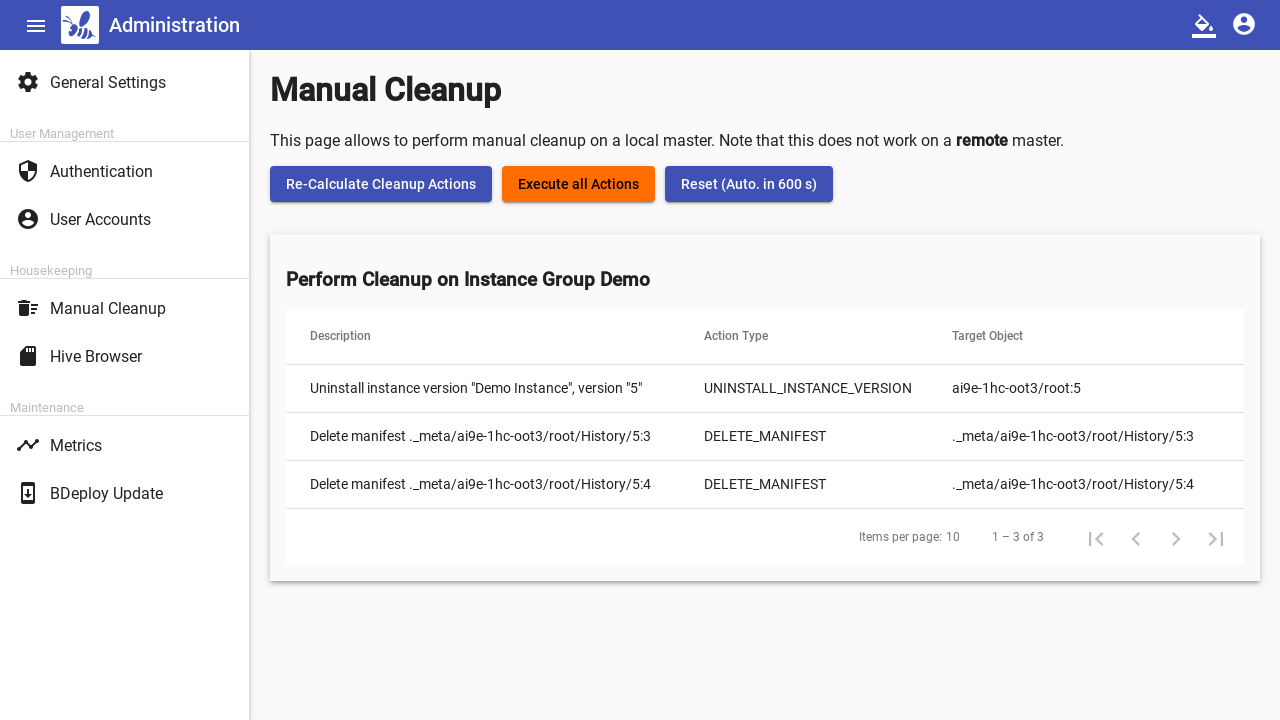 Administration
General Settings
User Management
Authentication
User Accounts
Housekeeping
Manual Cleanup
Hive Browser
Maintenance
Metrics
BDeploy Update
Manual Cleanup
This page allows to perform manual cleanup on a local master. Note that this does not work on a remote master.
Re-Calculate Cleanup Actions Execute all Actions Reset (Auto. in 600 s)
Perform Cleanup on Instance Group Demo
Description Action Type Target Object
Uninstall instance version "Demo Instance", version "5" UNINSTALL_INSTANCE_VERSION ai9e-1hc-oot3/root:5
Delete manifest ._meta/ai9e-1hc-oot3/root/History/5:3 DELETE_MANIFEST ._meta/ai9e-1hc-oot3/root/History/5:3
Delete manifest ._meta/ai9e-1hc-oot3/root/History/5:4 DELETE_MANIFEST ._meta/ai9e-1hc-oot3/root/History/5:4
Items per page: 10 1 – 3 of 3